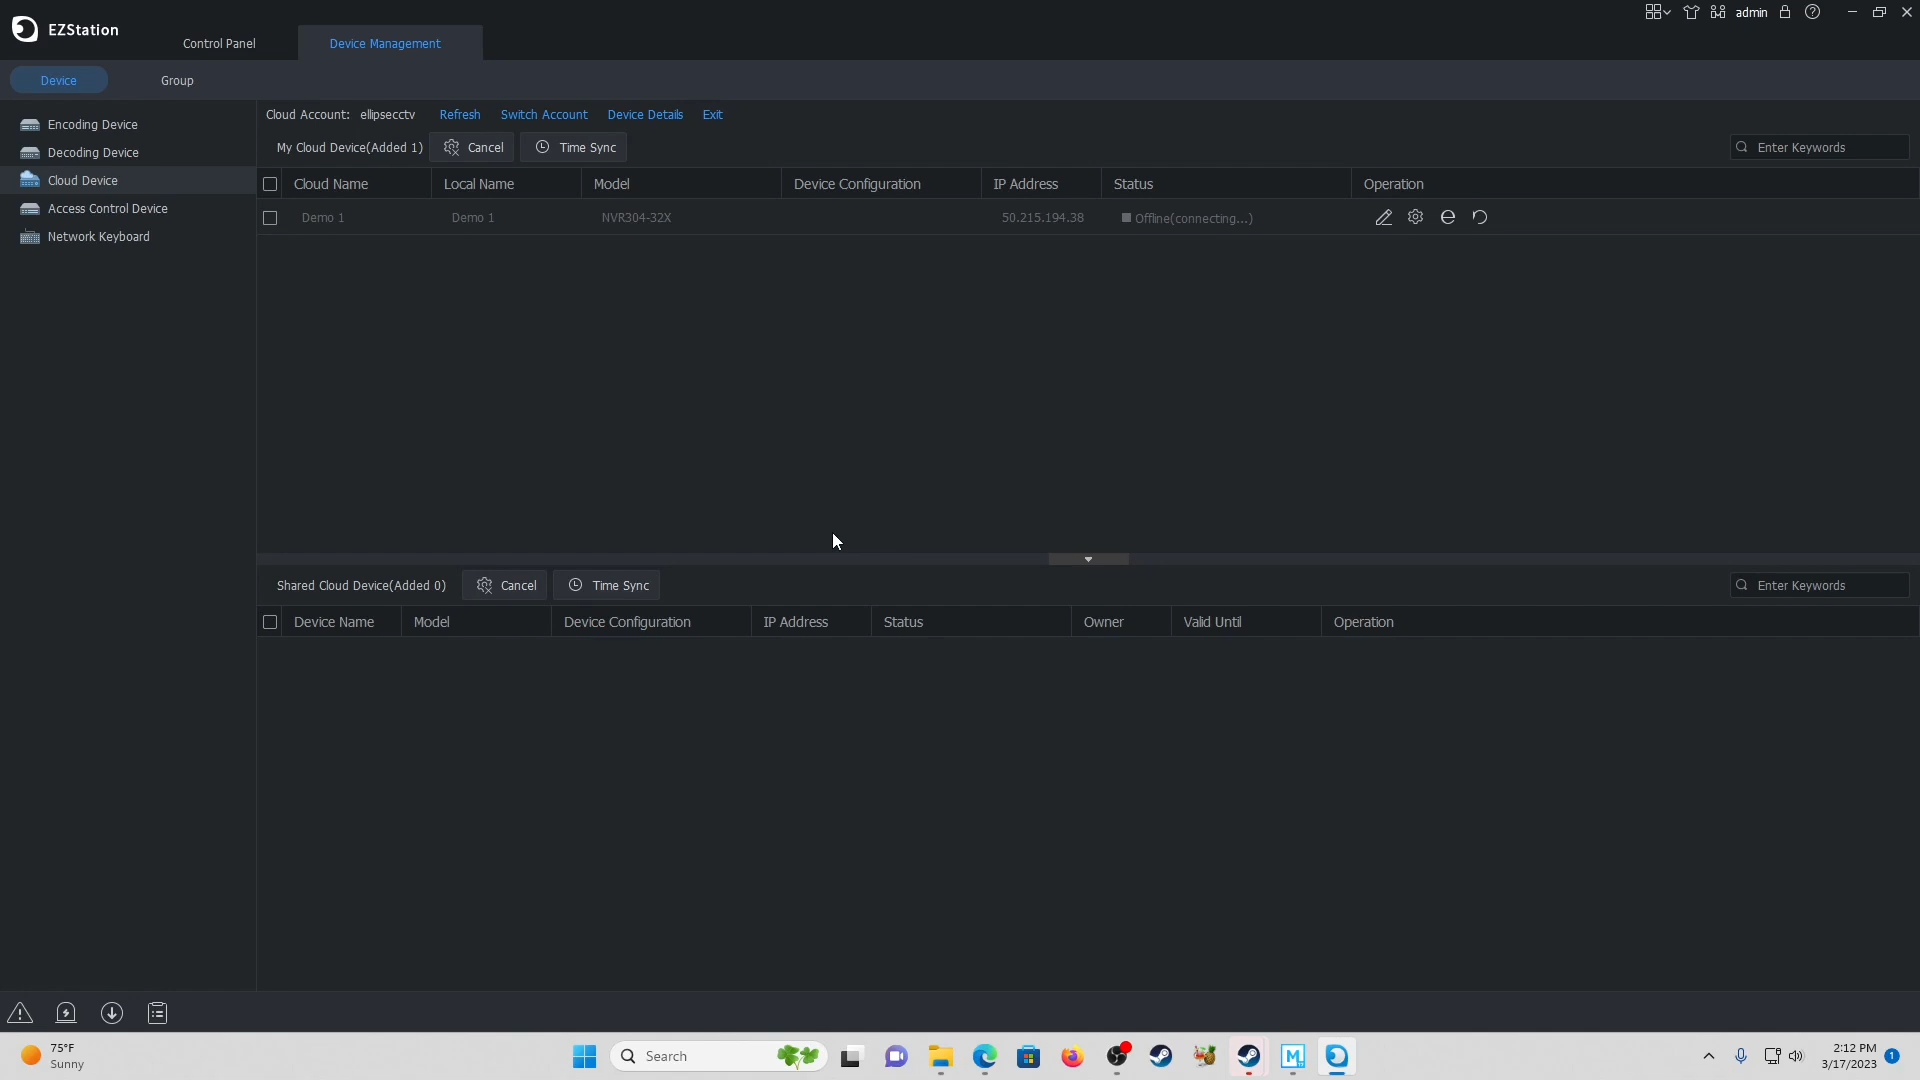 EZStation
Control Panel
Device Management
admin
Device
Group
Encoding Device
Decoding Device
Cloud Device
Access Control Device
Network Keyboard
Cloud Account: ellipsecctv Refresh Switch Account Device Details Exit
My Cloud Device(Added 1) Cancel Time Sync Enter Keywords
Cloud Name Local Name Model Device Configuration IP Address Status Operation
Demo 1 Demo 1 NVR304-32X 50.215.194.38 Offline(connecting...)
Shared Cloud Device(Added 0) Cancel Time Sync Enter Keywords
Device Name Model Device Configuration IP Address Status Owner Valid Until Operation
75°F
Sunny
Search
M
2:12 PM
3/17/2023
1